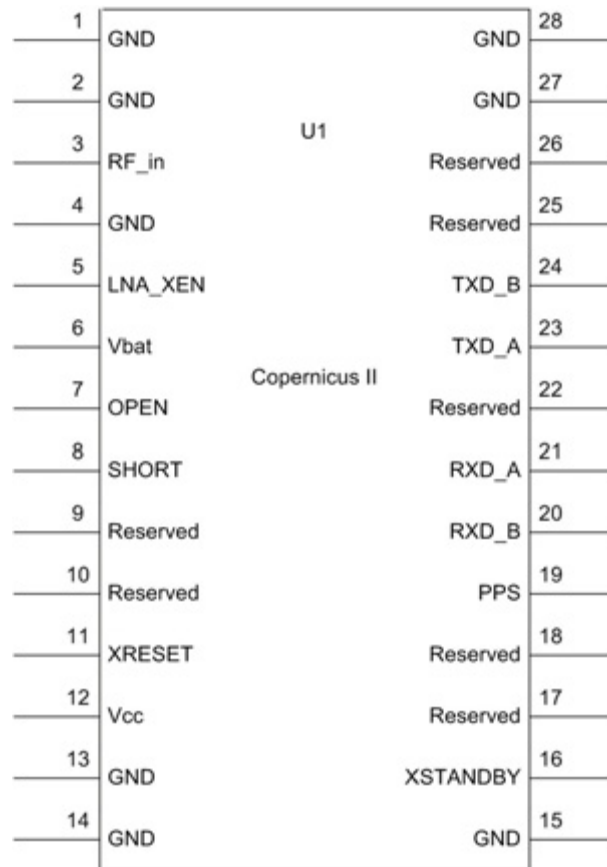 1 GND GND 28
2 GND GND 27
U1
3 RF_in Reserved 26
4 GND Reserved 25
5 LNA_XEN TXD_B 24
6 Vbat TXD_A 23
Copernicus II
7 OPEN Reserved 22
8 SHORT RXD_A 21
9 Reserved RXD_B 20
10 Reserved PPS 19
11 XRESET Reserved 18
12 Vcc Reserved 17
13 GND XSTANDBY 16
14 GND GND 15